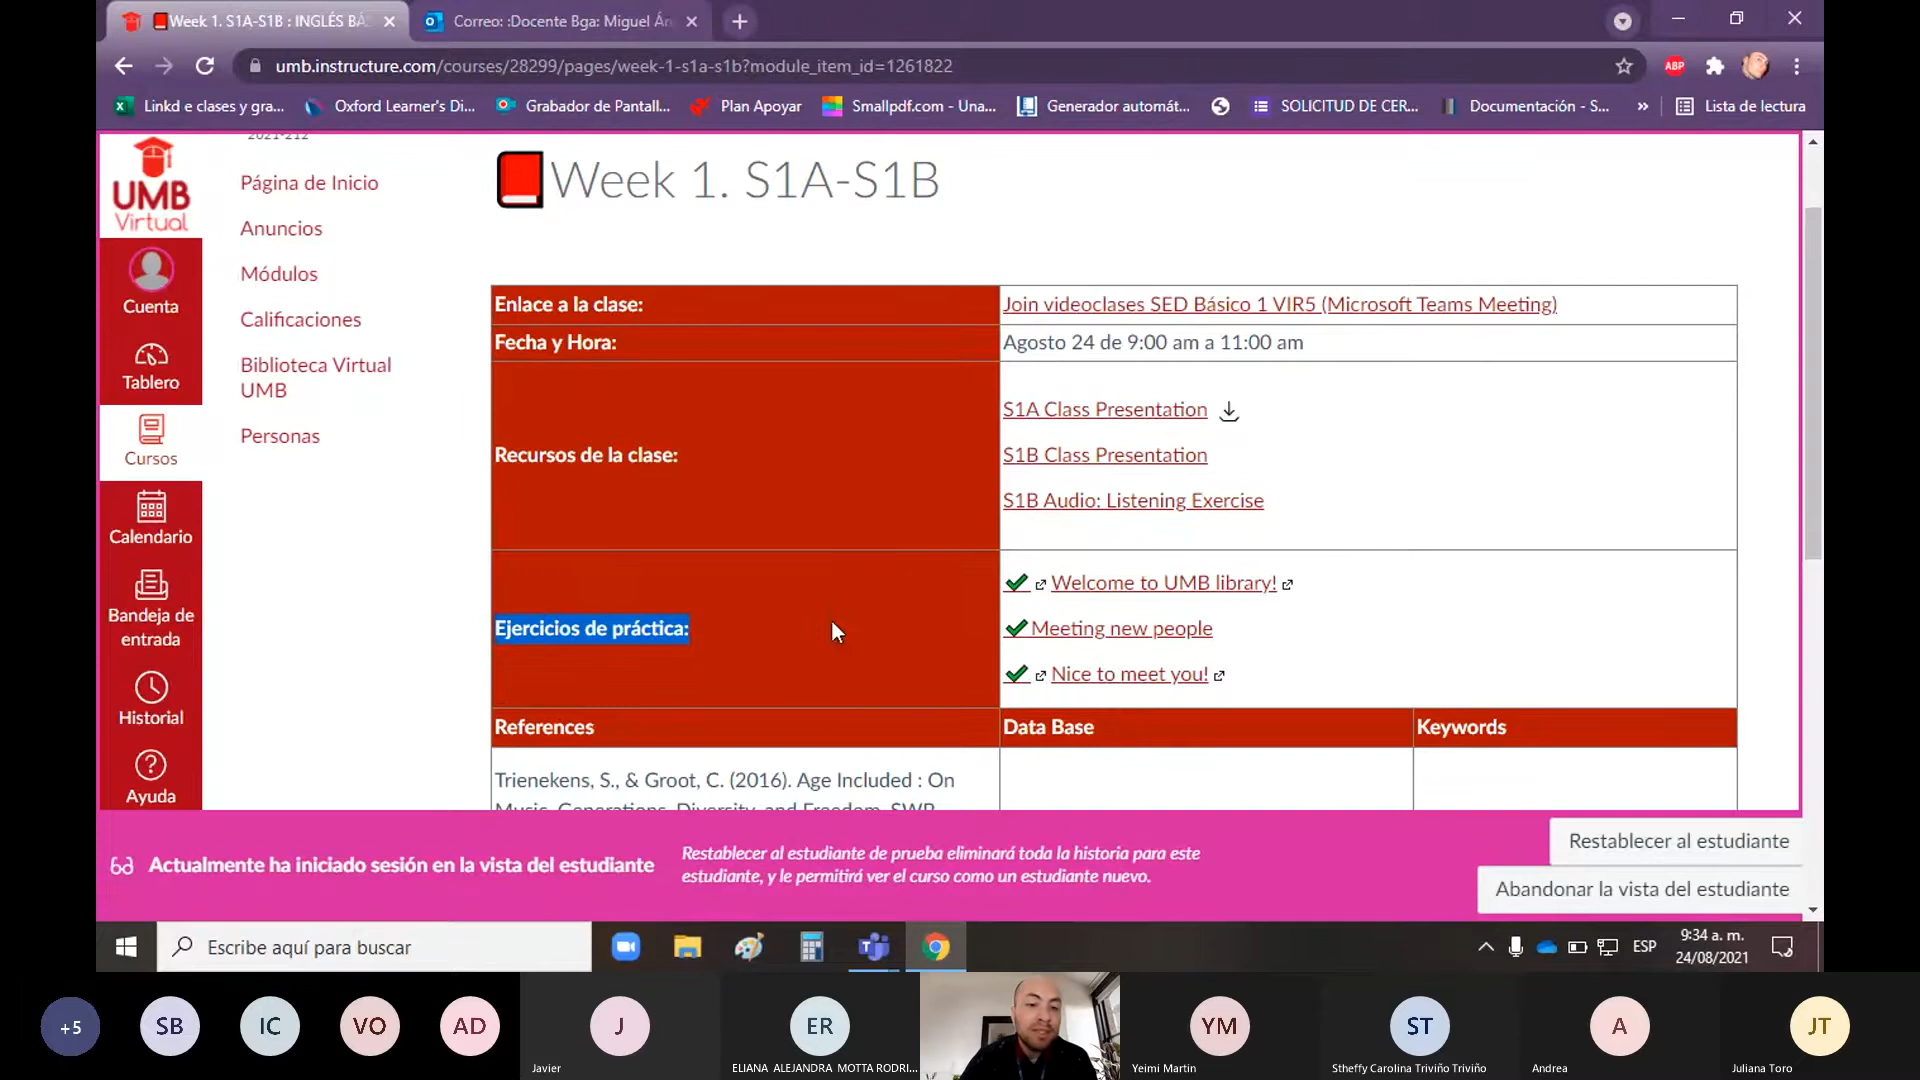 Week 1. S1A-S1B : INGLÉS BÁ
Correo: :Docente Bga: Miguel Án
umb.instructure.com/courses/28299/pages/week-1-s1a-s1b?module_item_id=1261822
ABP
Linkd e clases y gra...
Oxford Learner's Di...
Grabador de Pantall...
Plan Apoyar
Smallpdf.com - Una...
Generador automát...
SOLICITUD DE CER...
Documentación - S...
»
Lista de lectura
UMB
Virtual
Cuenta
Tablero
Cursos
Calendario
Bandeja de
entrada
Historial
Ayuda
2021-212
Página de Inicio
Anuncios
Módulos
Calificaciones
Biblioteca Virtual
UMB
Personas
Week 1. S1A-S1B
Enlace a la clase:
Join videoclases SED Básico 1 VIR5 (Microsoft Teams Meeting)
Fecha y Hora:
Agosto 24 de 9:00 am a 11:00 am
Recursos de la clase:
S1A Class Presentation
S1B Class Presentation
S1B Audio: Listening Exercise
Ejercicios de práctica:
Welcome to UMB library!
Meeting new people
Nice to meet you!
References
Data Base
Keywords
Trienekens, S., & Groot, C. (2016). Age Included : On
Music, Generations, Diversity, and Freedom. SWP
Actualmente ha iniciado sesión en la vista del estudiante
Restablecer al estudiante de prueba eliminará toda la historia para este
estudiante, y le permitirá ver el curso como un estudiante nuevo.
Restablecer al estudiante
Abandonar la vista del estudiante
Escribe aquí para buscar
ESP
9:34 a. m.
24/08/2021
+5
SB
IC
VO
AD
J
Javier
ER
ELIANA ALEJANDRA MOTTA RODRI...
YM
Yeimi Martin
ST
Stheffy Carolina Triviño Triviño
A
Andrea
JT
Juliana Toro